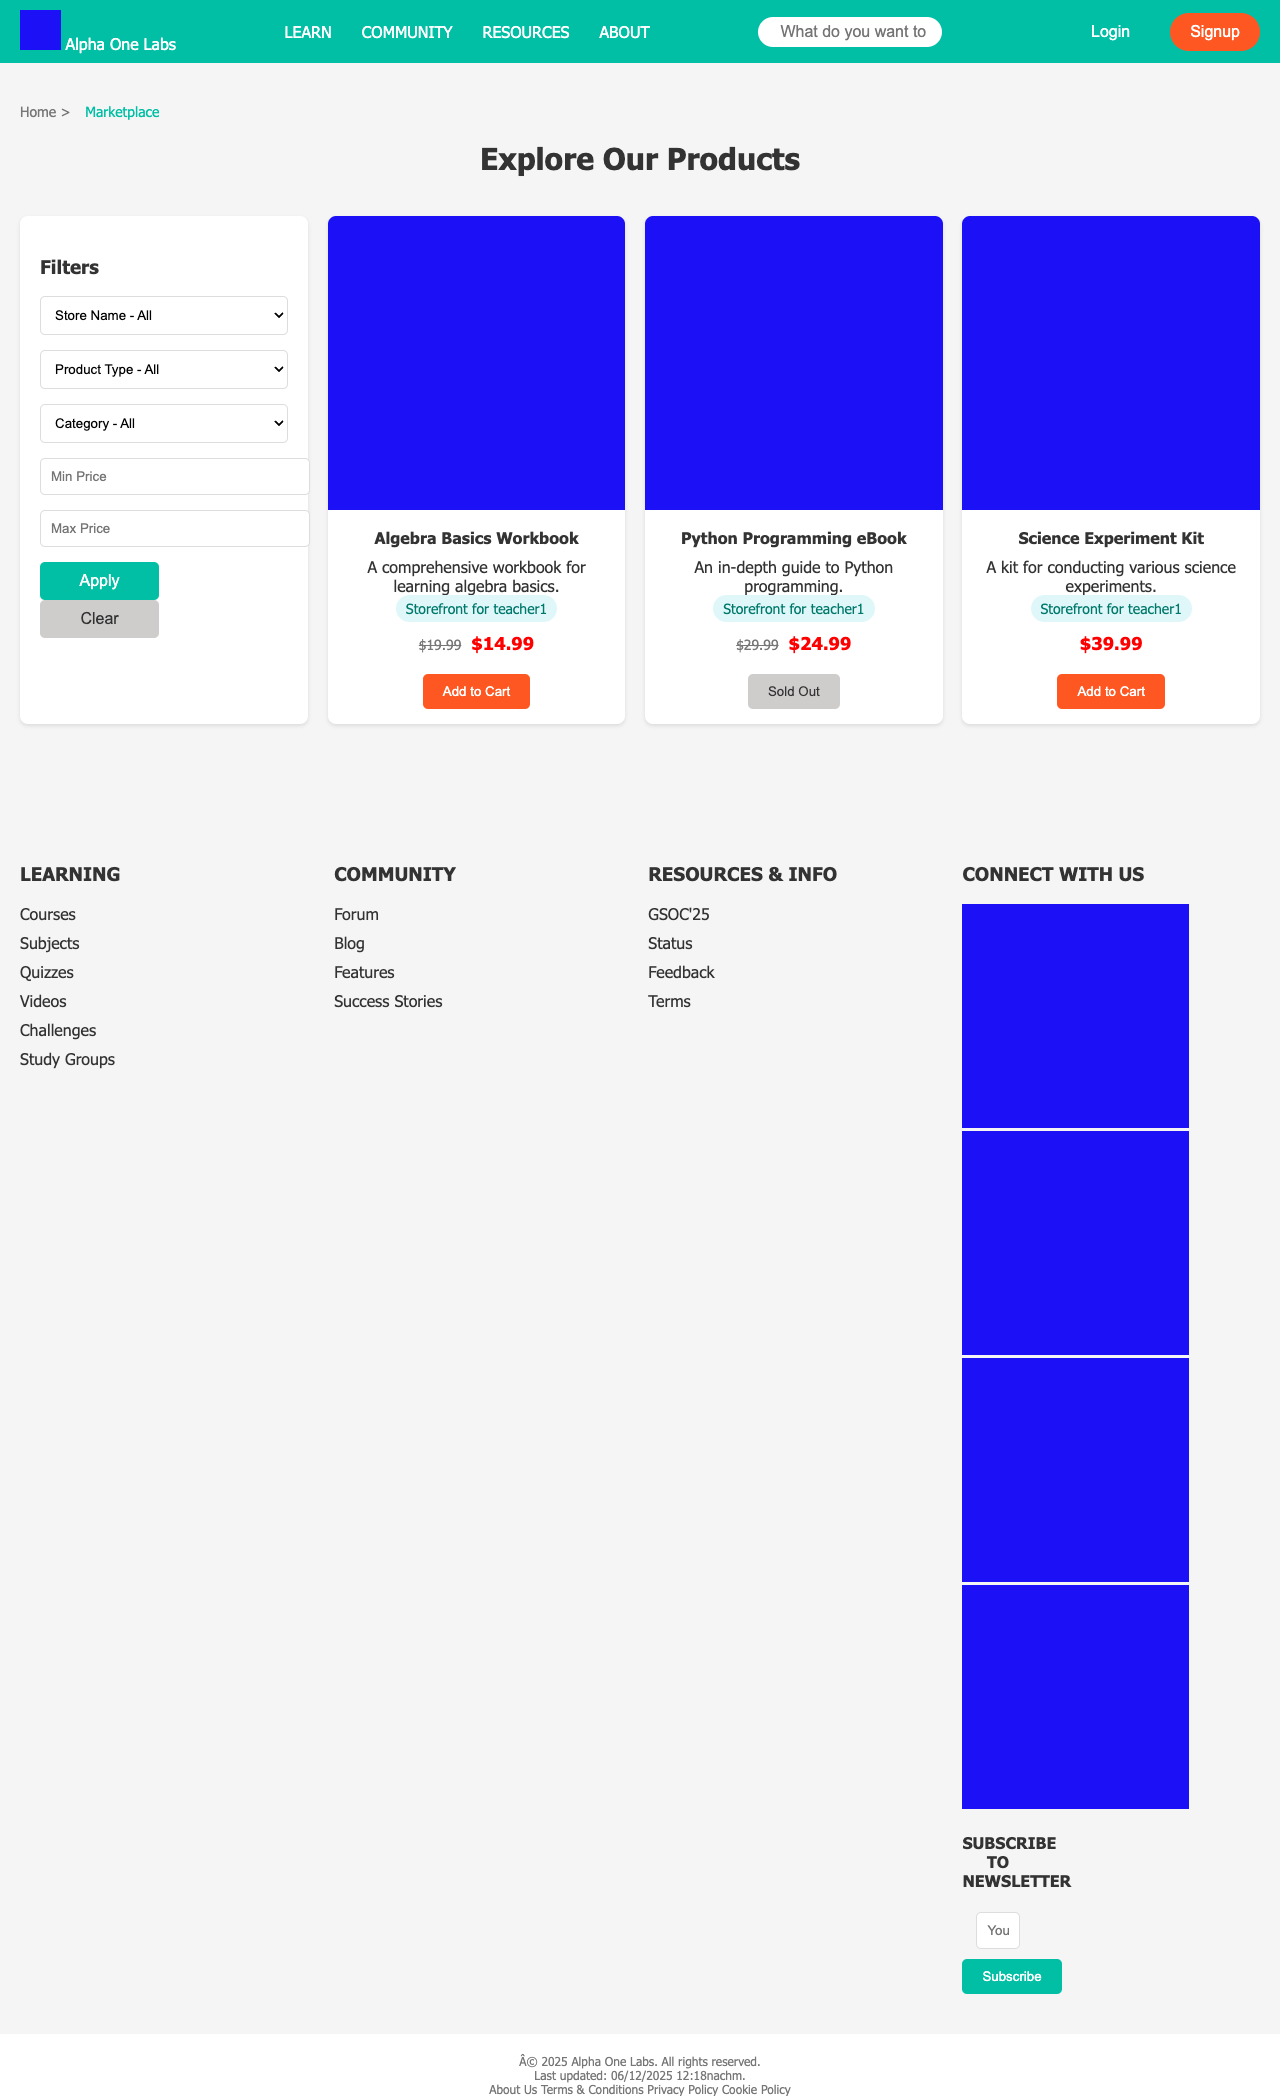 Alpha One Labs
LEARN COMMUNITY RESOURCES ABOUT
What do you want to
Login
Signup
Home > Marketplace
Explore Our Products
Filters
Store Name - All
Product Type - All
Category - All
Min Price
Max Price
Apply
Clear
Algebra Basics Workbook
A comprehensive workbook for
learning algebra basics.
Storefront for teacher1
$19.99 $14.99
Add to Cart
Python Programming eBook
An in-depth guide to Python
programming.
Storefront for teacher1
$29.99 $24.99
Sold Out
Science Experiment Kit
A kit for conducting various science
experiments.
Storefront for teacher1
$39.99
Add to Cart
LEARNING
Courses
Subjects
Quizzes
Videos
Challenges
Study Groups
COMMUNITY
Forum
Blog
Features
Success Stories
RESOURCES & INFO
GSOC'25
Status
Feedback
Terms
CONNECT WITH US
SUBSCRIBE
TO
NEWSLETTER
You
Subscribe
Â© 2025 Alpha One Labs. All rights reserved.
Last updated: 06/12/2025 12:18nachm.
About Us Terms & Conditions Privacy Policy Cookie Policy